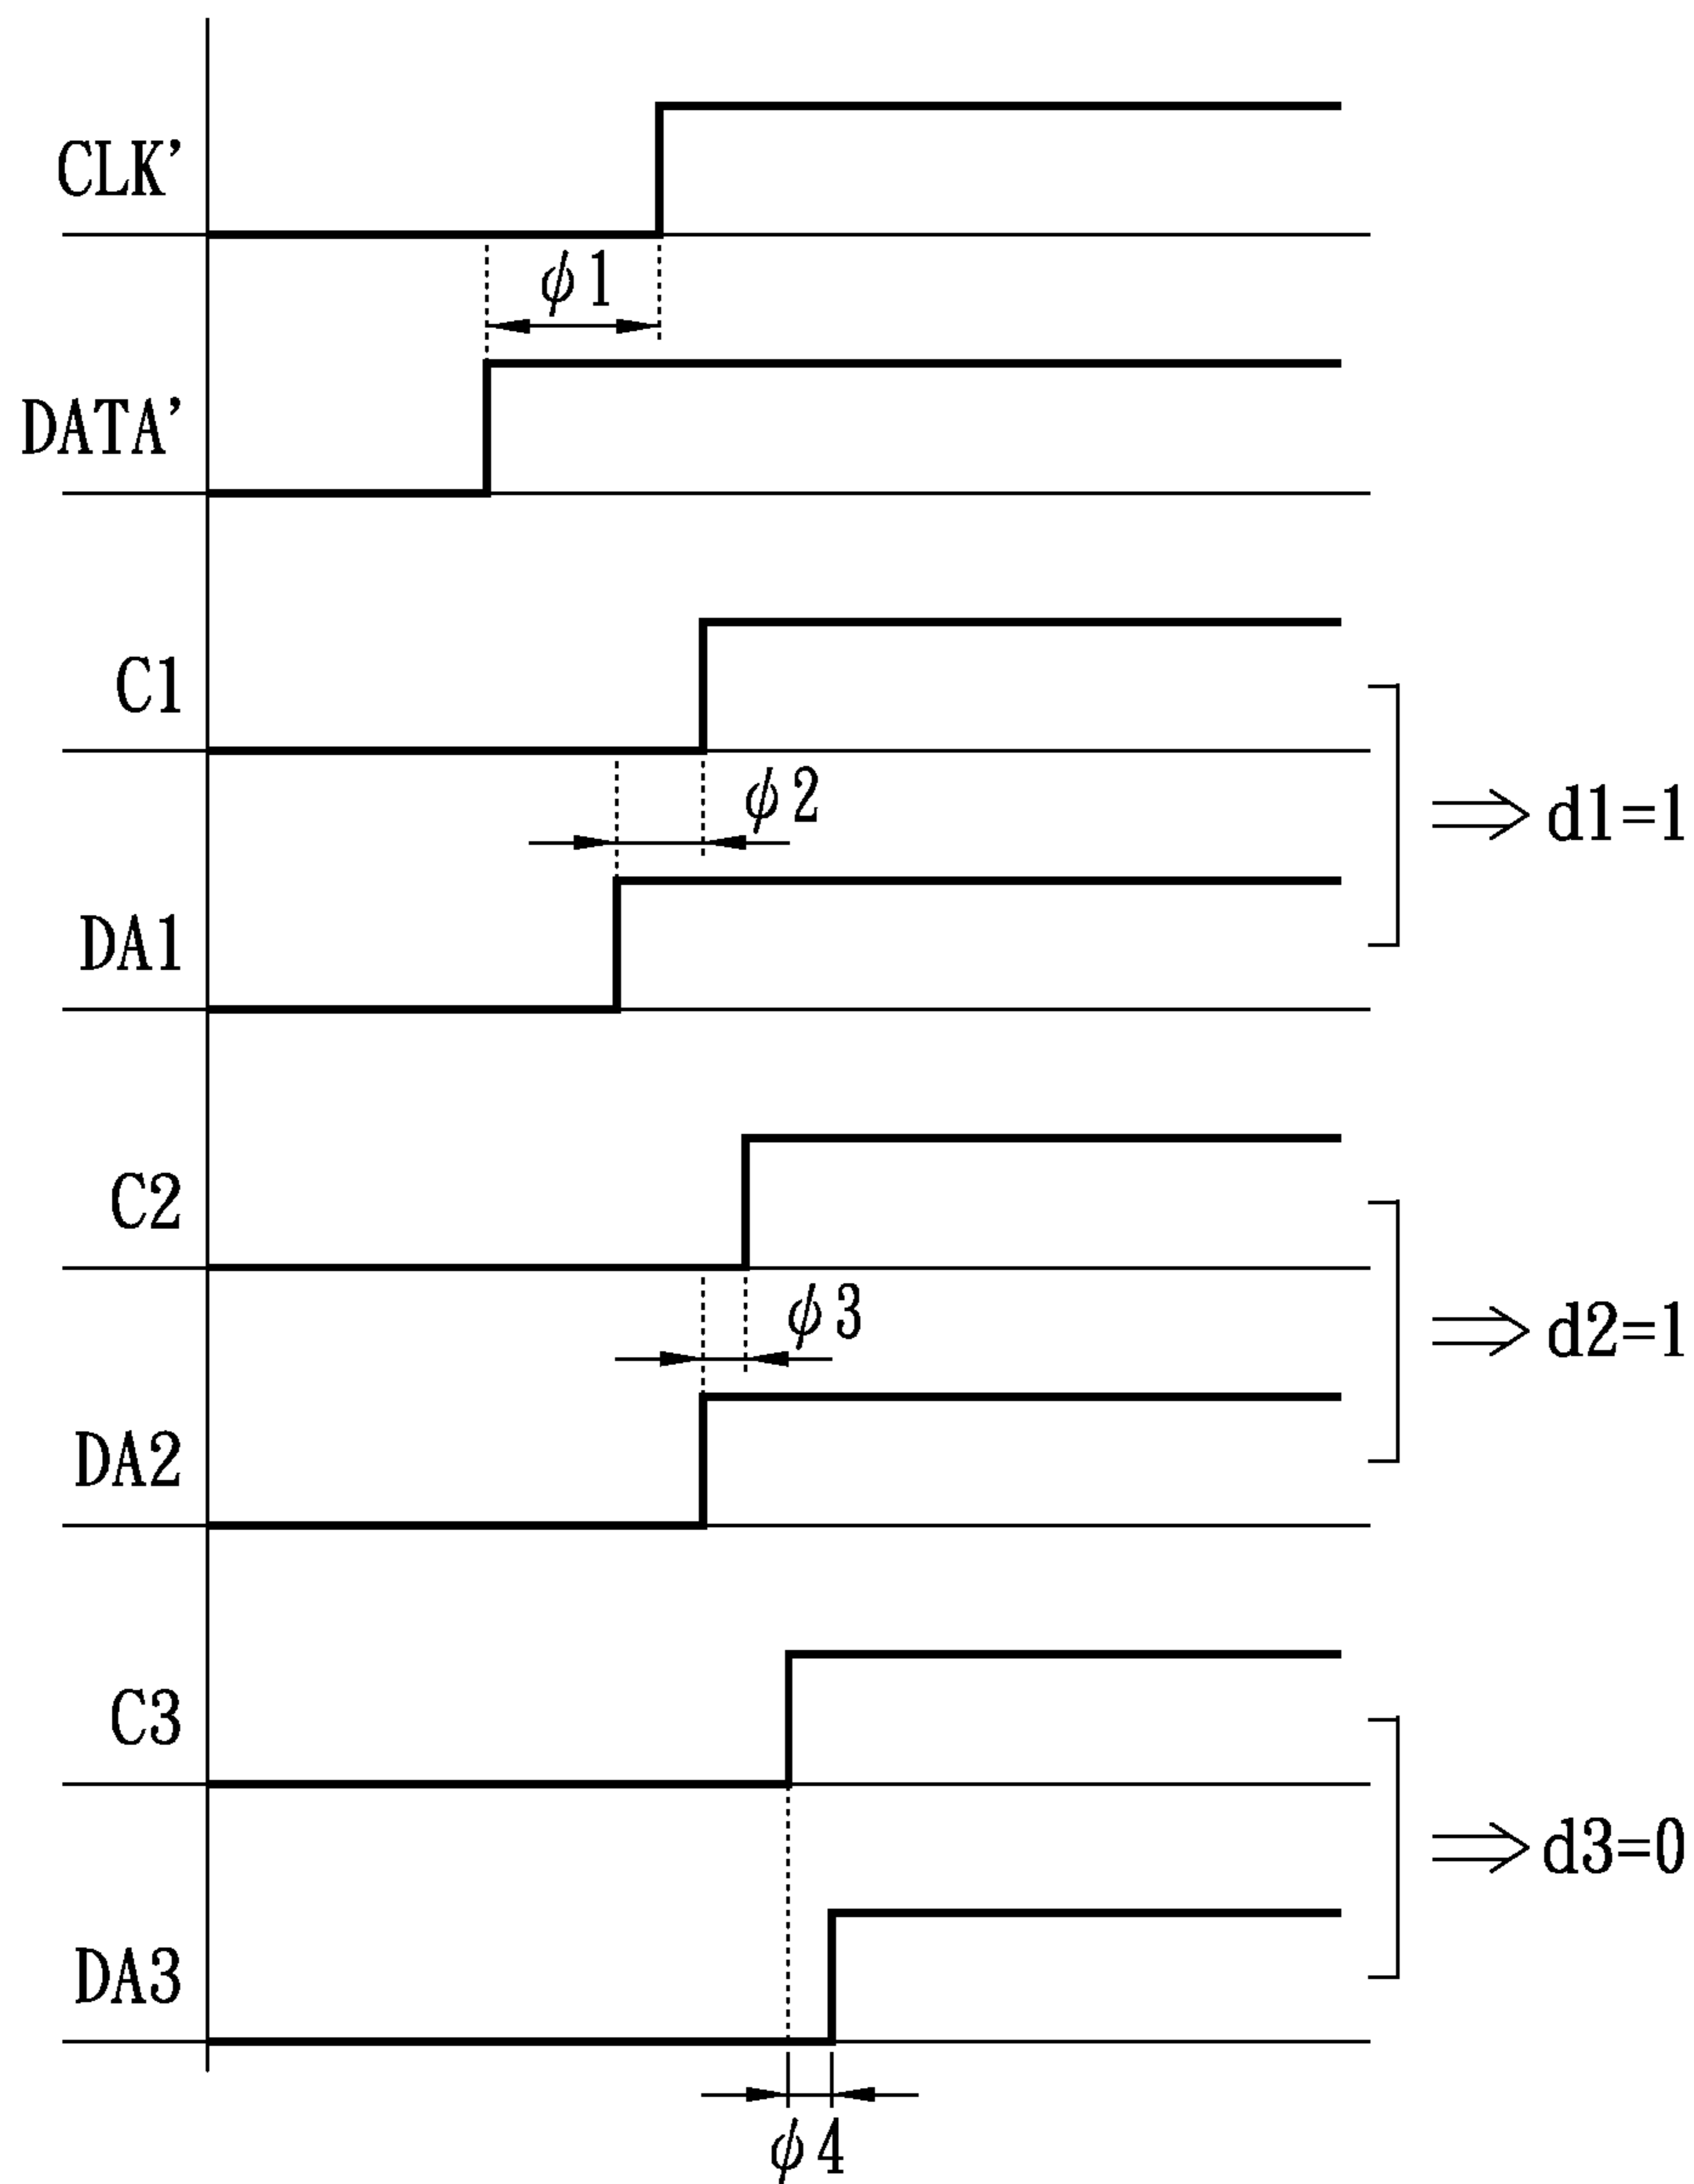 CLK'
φ1
DATA'
C1
φ2
d1=1
DA1
C2
φ3
d2=1
DA2
C3
d3=0
DA3
φ4